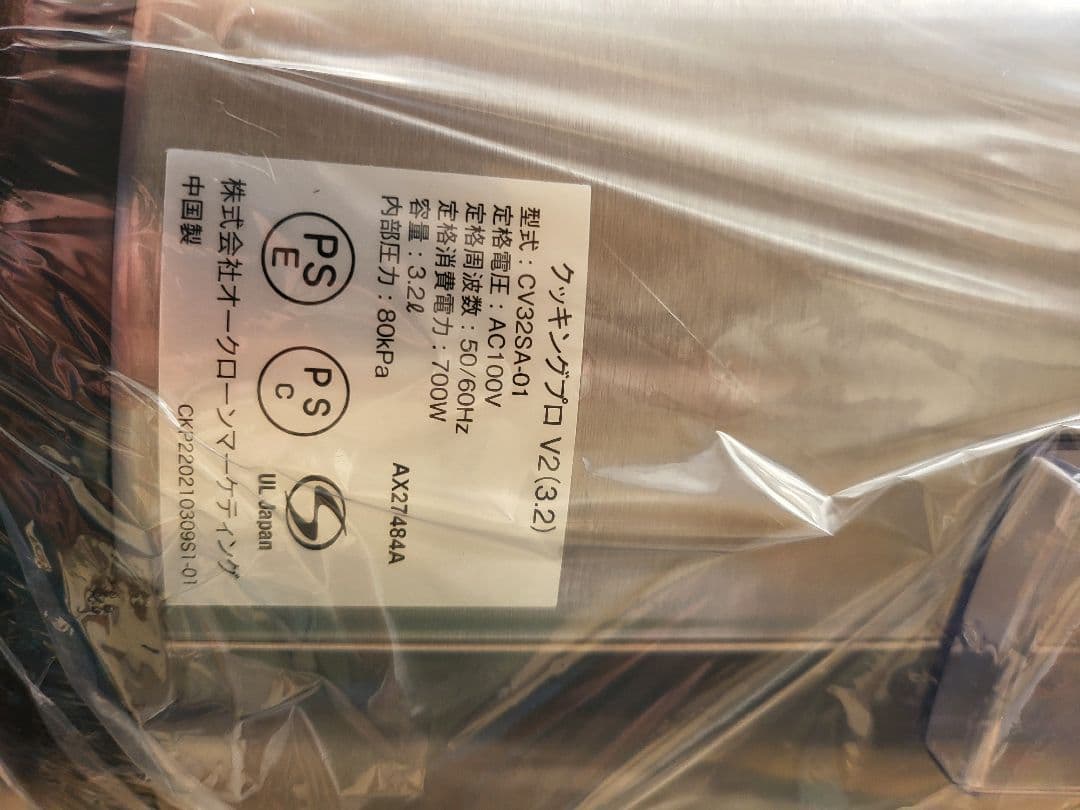 クッキングプロ V2(3.2)
型式：CV32SA-01
定格電圧：AC100V
定格周波数：50/60Hz
定格消費電力：700W
容量：3.2ℓ
内部圧力：80kPa
AX27484A
PS
E
PS
C
S
UL Japan
株式会社オークローンマーケティング
中国製
CKP220210309S1-01